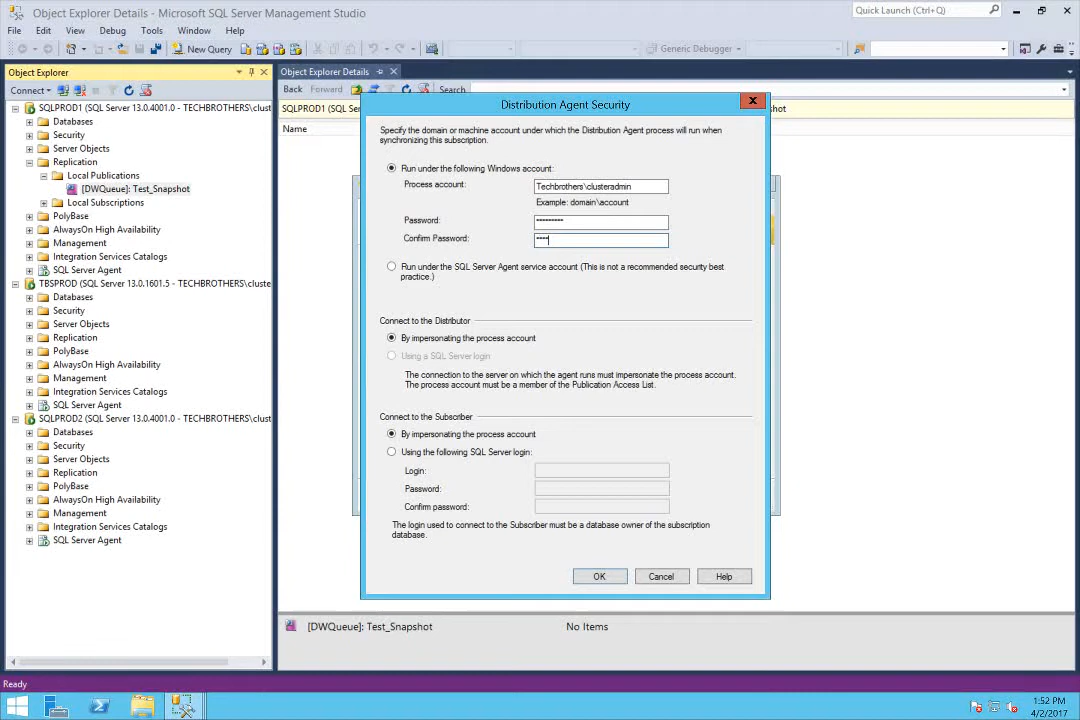 Object Explorer Details - Microsoft SQL Server Management Studio
Quick Launch (Ctrl+Q)
File Edit View Debug Tools Window Help
New Query
Generic Debugger
Object Explorer
Connect
SQLPROD1 (SQL Server 13.0.4001.0 - TECHBROTHERS\clust
Databases
Security
Server Objects
Replication
Local Publications
[DWQueue]: Test_Snapshot
Local Subscriptions
PolyBase
AlwaysOn High Availability
Management
Integration Services Catalogs
SQL Server Agent
TBSPROD (SQL Server 13.0.1601.5 - TECHBROTHERS\cluste
Databases
Security
Server Objects
Replication
PolyBase
AlwaysOn High Availability
Management
Integration Services Catalogs
SQL Server Agent
SQLPROD2 (SQL Server 13.0.4001.0 - TECHBROTHERS\clust
Databases
Security
Server Objects
Replication
PolyBase
AlwaysOn High Availability
Management
Integration Services Catalogs
SQL Server Agent
Object Explorer Details
Back Forward Search
SQLPROD1 (SQL Se
shot
Name
Distribution Agent Security
Specify the domain or machine account under which the Distribution Agent process will run when
synchronizing this subscription.
Run under the following Windows account:
Process account: Techbrothers\clusteradmin
Example: domain\account
Password: *********
Confirm Password: ****
Run under the SQL Server Agent service account (This is not a recommended security best
practice.)
Connect to the Distributor
By impersonating the process account
Using a SQL Server login
The connection to the server on which the agent runs must impersonate the process account.
The process account must be a member of the Publication Access List.
Connect to the Subscriber
By impersonating the process account
Using the following SQL Server login:
Login:
Password:
Confirm password:
The login used to connect to the Subscriber must be a database owner of the subscription
database.
OK Cancel Help
[DWQueue]: Test_Snapshot No Items
Ready
1:52 PM
4/2/2017